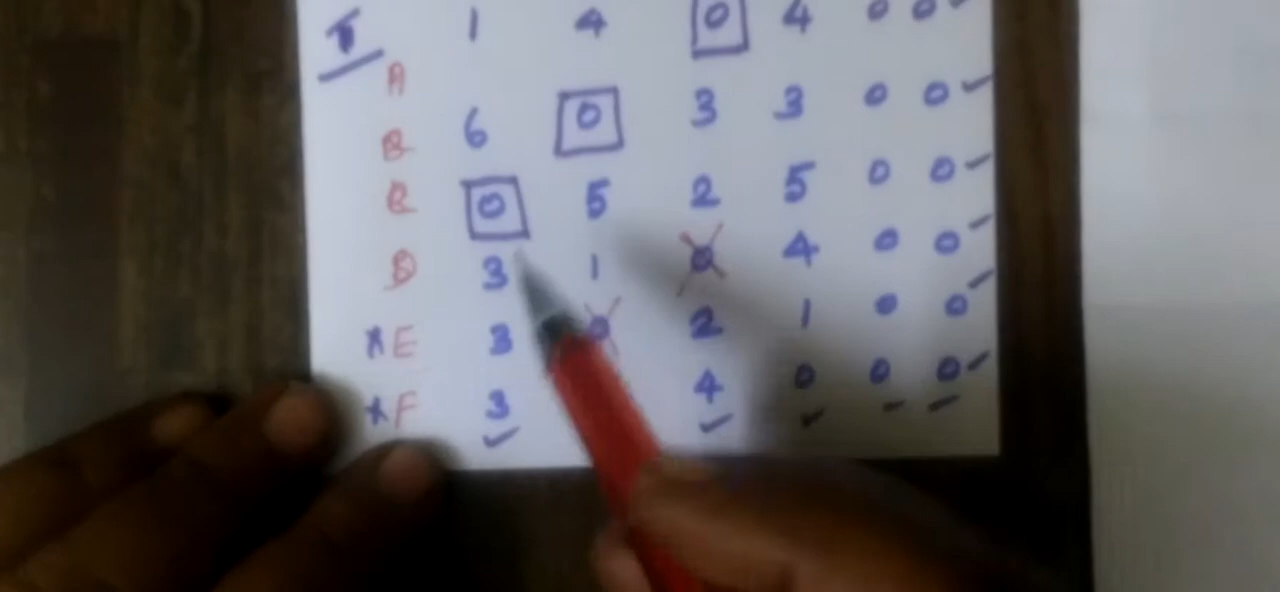 1 4 0 4 0 0
A 6 0 3 3 0 0
B 0 5 2 5 0 0
3 1 0 4 0 0
D 3 0 2 1 0 0
*E 3 4 0 0 0
*F